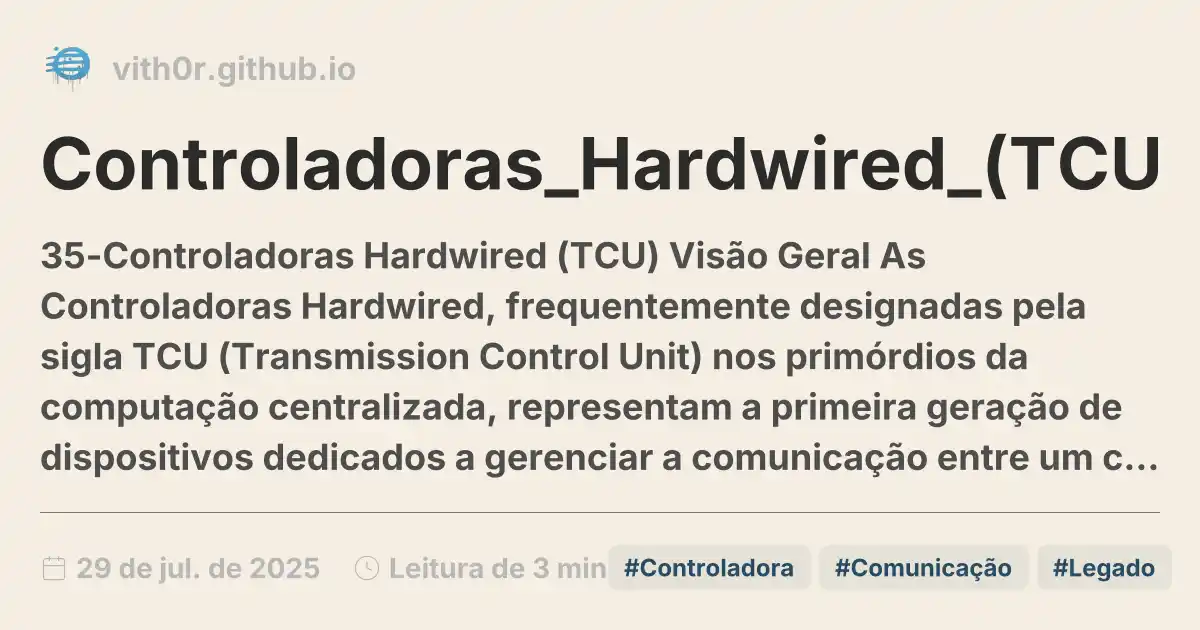 vith0r.github.io
Controladoras_Hardwired_(TCU
35-Controladoras Hardwired (TCU) Visão Geral As
Controladoras Hardwired, frequentemente designadas pela
sigla TCU (Transmission Control Unit) nos primórdios da
computação centralizada, representam a primeira geração de
dispositivos dedicados a gerenciar a comunicação entre um c...
29 de jul. de 2025 Leitura de 3 min #Controladora #Comunicação #Legado